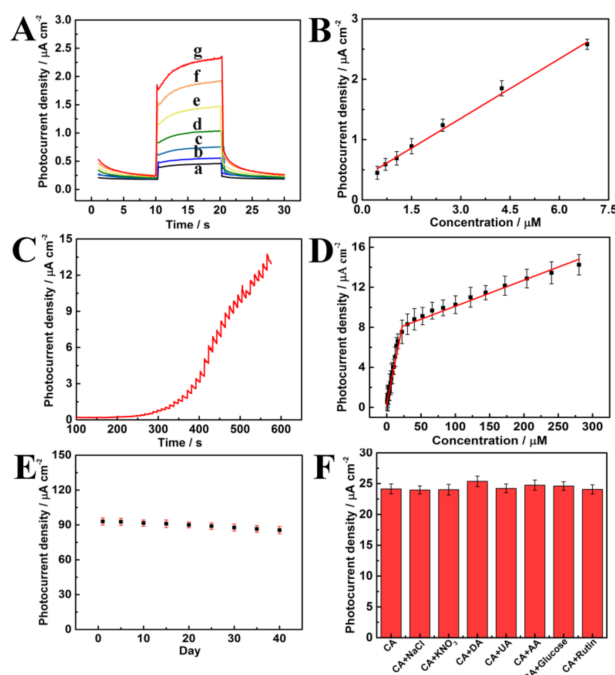 A
Photocurrent density / μA cm-2
3.0
2.5
2.0
1.5
1.0
0.5
0.0
g
f
e
d
c
b
a
0 5 10 15 20 25 30
Time / s
B
Photocurrent density / μA cm-2
3
2
1
0
0.0 1.5 3.0 4.5 6.0 7.5
Concentration / μM
C
Photocurrent density / μA cm-2
15
12
9
6
3
0
100 200 300 400 500 600
Time / s
D
Photocurrent density / μA cm-2
16
12
8
4
0
0 50 100 150 200 250 300
Concentration / μM
E
Photocurrent density / μA cm-2
150
120
90
60
30
0
0 10 20 30 40
Day
F
Photocurrent density / μA cm-2
30
25
20
15
10
5
0
CA
CA+NaCl
CA+KNO3
CA+DA
CA+UA
CA+AA
CA+Glucose
CA+Rutin